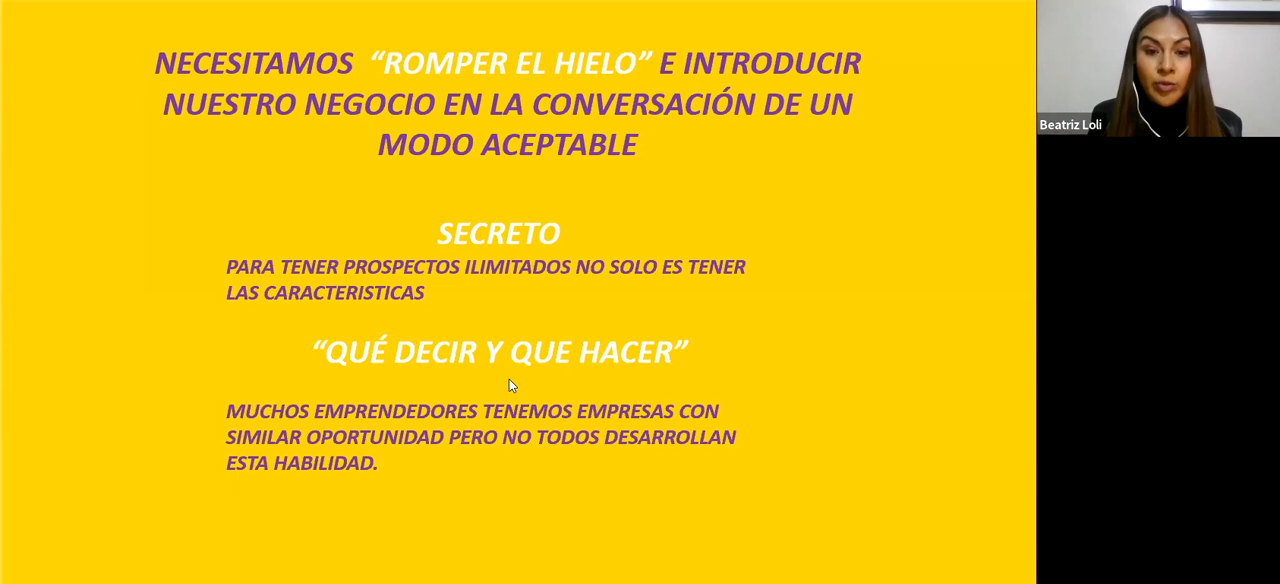 NECESITAMOS “ROMPER EL HIELO” E INTRODUCIR
NUESTRO NEGOCIO EN LA CONVERSACIÓN DE UN
MODO ACEPTABLE
SECRETO
PARA TENER PROSPECTOS ILIMITADOS NO SOLO ES TENER
LAS CARACTERISTICAS
“QUÉ DECIR Y QUE HACER”
MUCHOS EMPRENDEDORES TENEMOS EMPRESAS CON
SIMILAR OPORTUNIDAD PERO NO TODOS DESARROLLAN
ESTA HABILIDAD.
Beatriz Loli